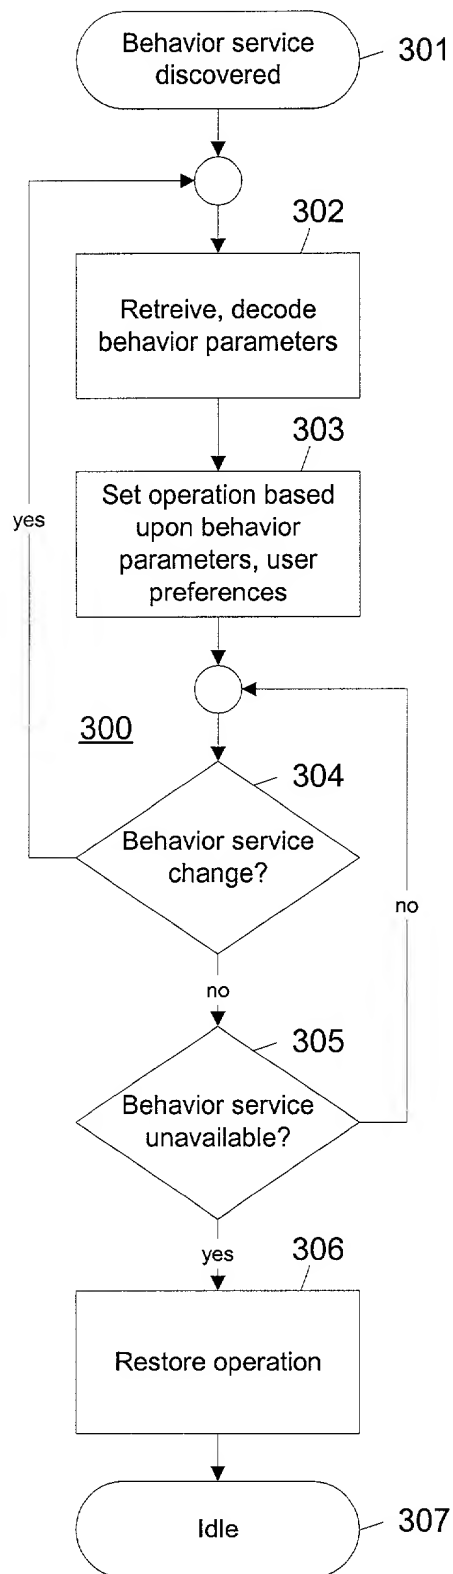 Behavior service
discovered
301
302
Retreive, decode
behavior parameters
303
Set operation based
upon behavior
parameters, user
preferences
yes
300
304
Behavior service
change?
no
no
305
Behavior service
unavailable?
yes
306
Restore operation
Idle
307